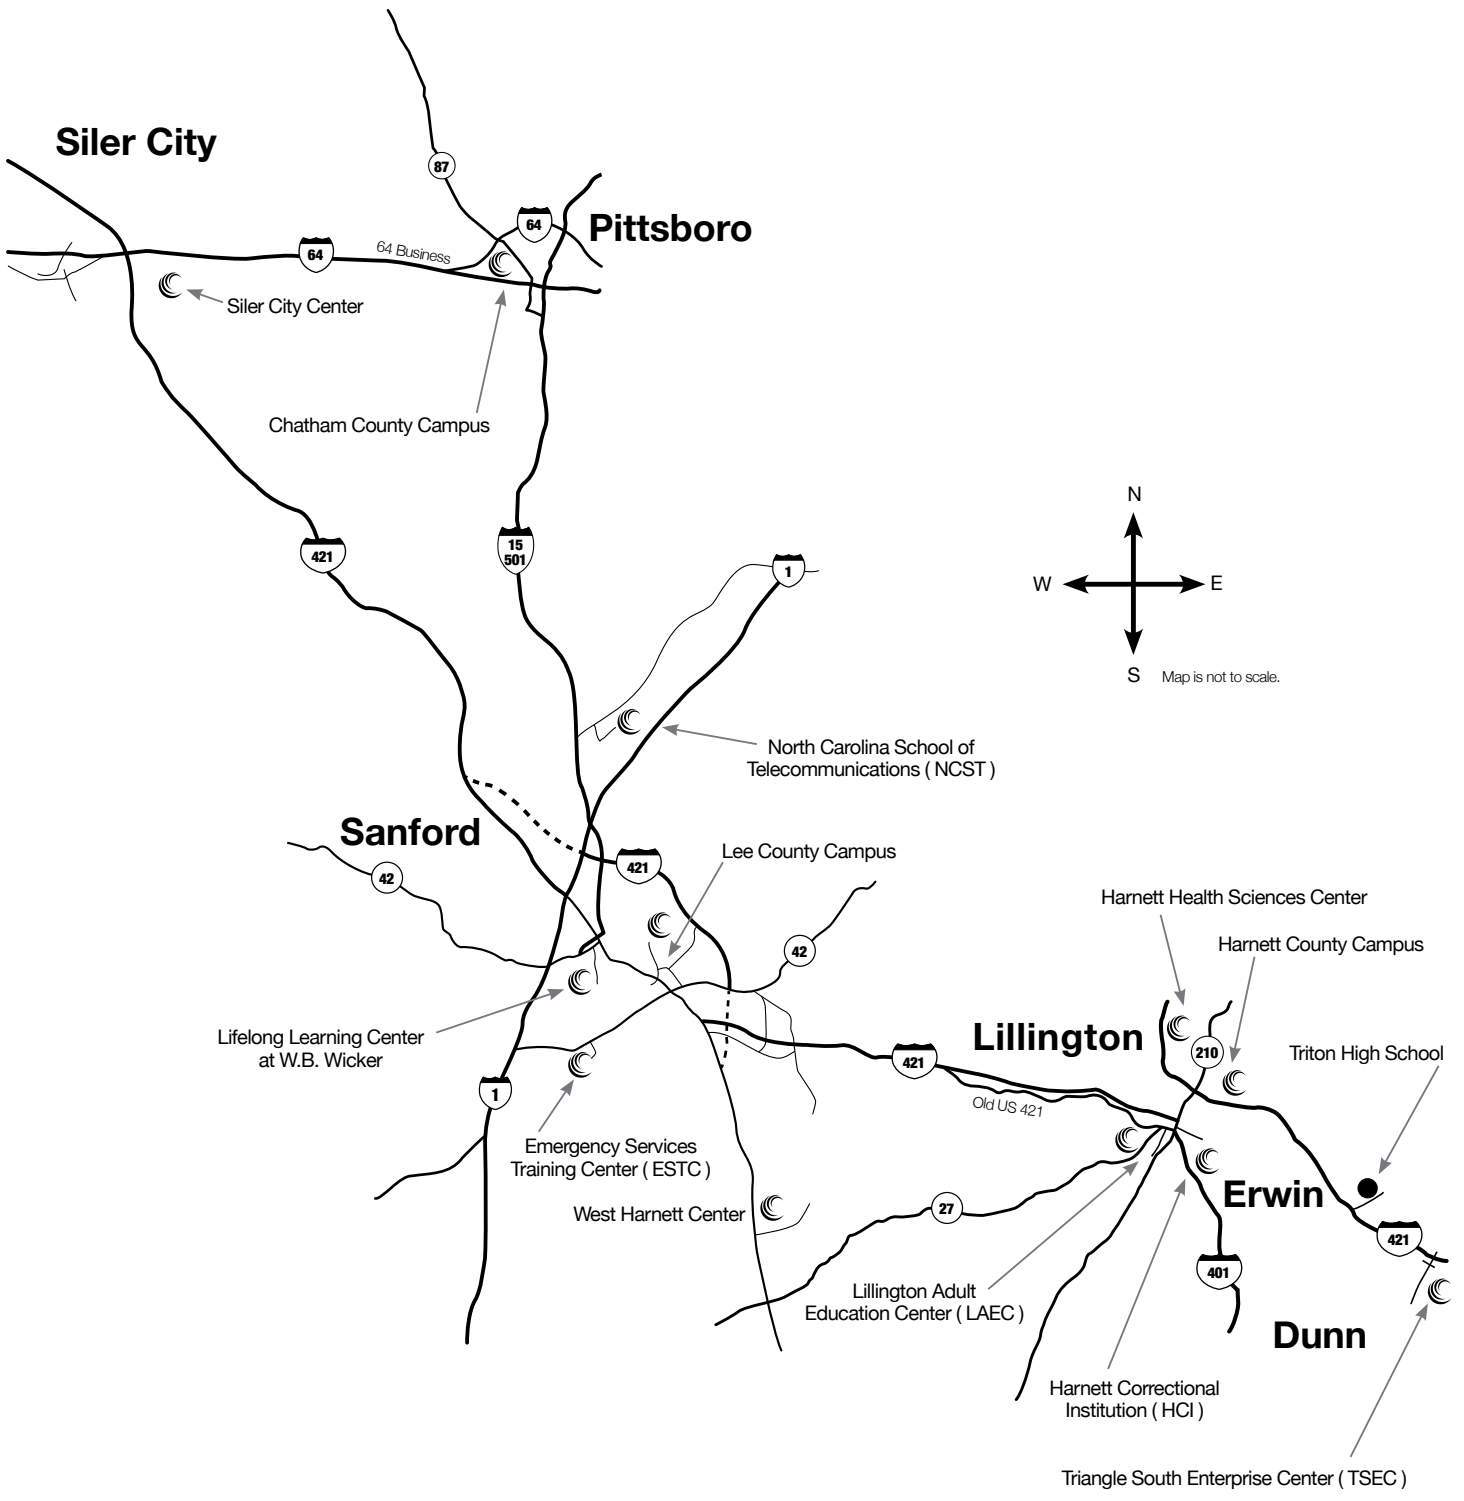 Siler City
87
64
Pittsboro
64
64 Business
Siler City Center
Chatham County Campus
N
421
15
501
1
W
E
S
Map is not to scale.
North Carolina School of
Telecommunications ( NCST )
Sanford
42
421
Lee County Campus
Harnett Health Sciences Center
Harnett County Campus
42
Lifelong Learning Center
at W.B. Wicker
Lillington
210
Triton High School
421
1
Old US 421
Emergency Services
Training Center ( ESTC )
West Harnett Center
27
Erwin
421
401
Lillington Adult
Education Center ( LAEC )
Dunn
Harnett Correctional
Institution ( HCI )
Triangle South Enterprise Center ( TSEC )